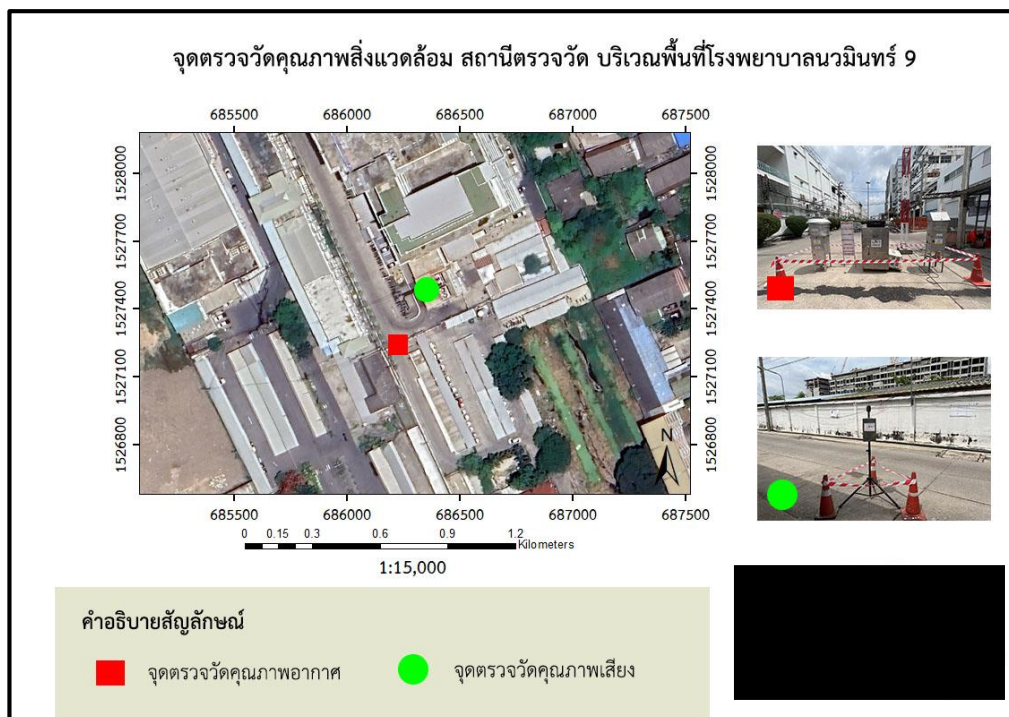 จุดตรวจวัดคุณภาพสิ่งแวดล้อม สถานีตรวจวัด บริเวณพื้นที่โรงพยาบาลนวมินทร์ 9
685500 686000 686500 687000 687500
1528000 1528000
1527700 1527700
1527400 1527400
1527100 1527100
1526800 1526800
N
685500 686000 686500 687000 687500
0 0.15 0.3 0.6 0.9 1.2
Kilometers
1:15,000
คำอธิบายสัญลักษณ์
จุดตรวจวัดคุณภาพอากาศ
จุดตรวจวัดคุณภาพเสียง